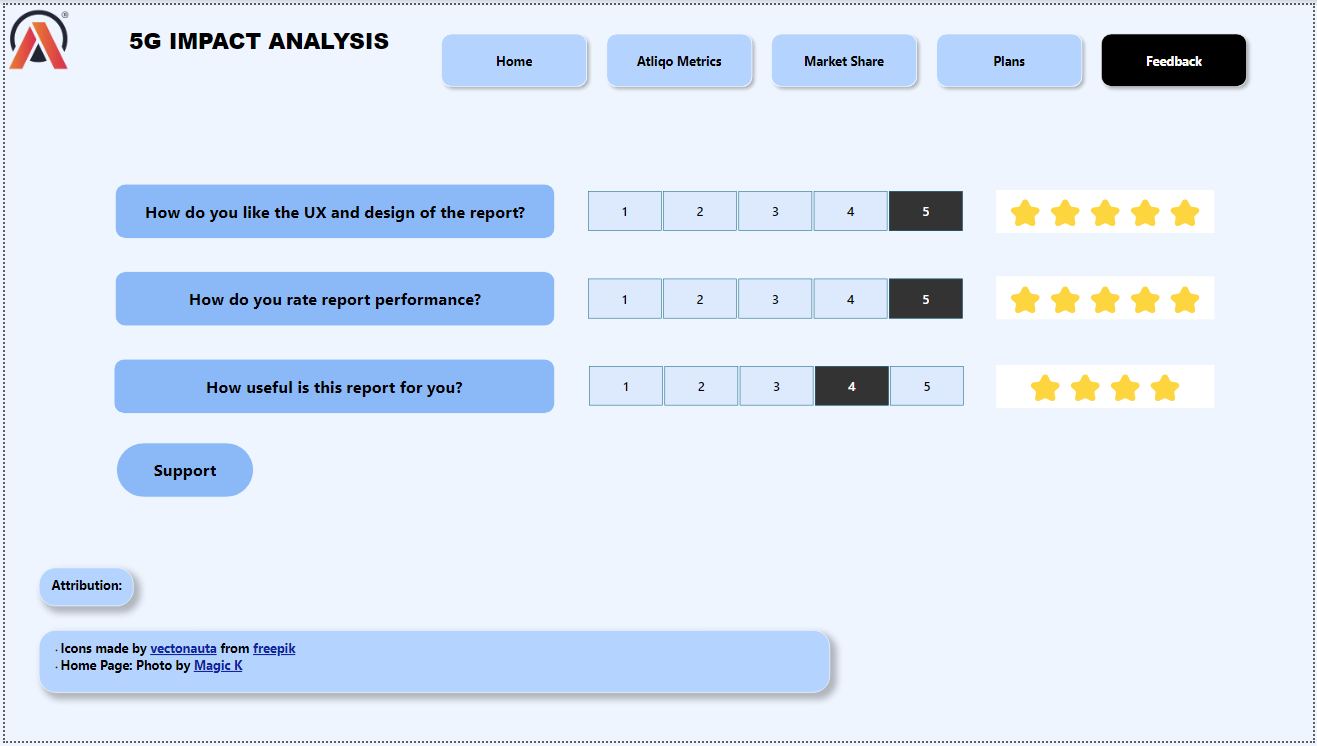 ®
5G IMPACT ANALYSIS
Home
Atliqo Metrics
Market Share
Plans
Feedback
How do you like the UX and design of the report?
1 2 3 4 5
How do you rate report performance?
1 2 3 4 5
How useful is this report for you?
1 2 3 4 5
Support
Attribution:
· Icons made by vectonauta from freepik
· Home Page: Photo by Magic K